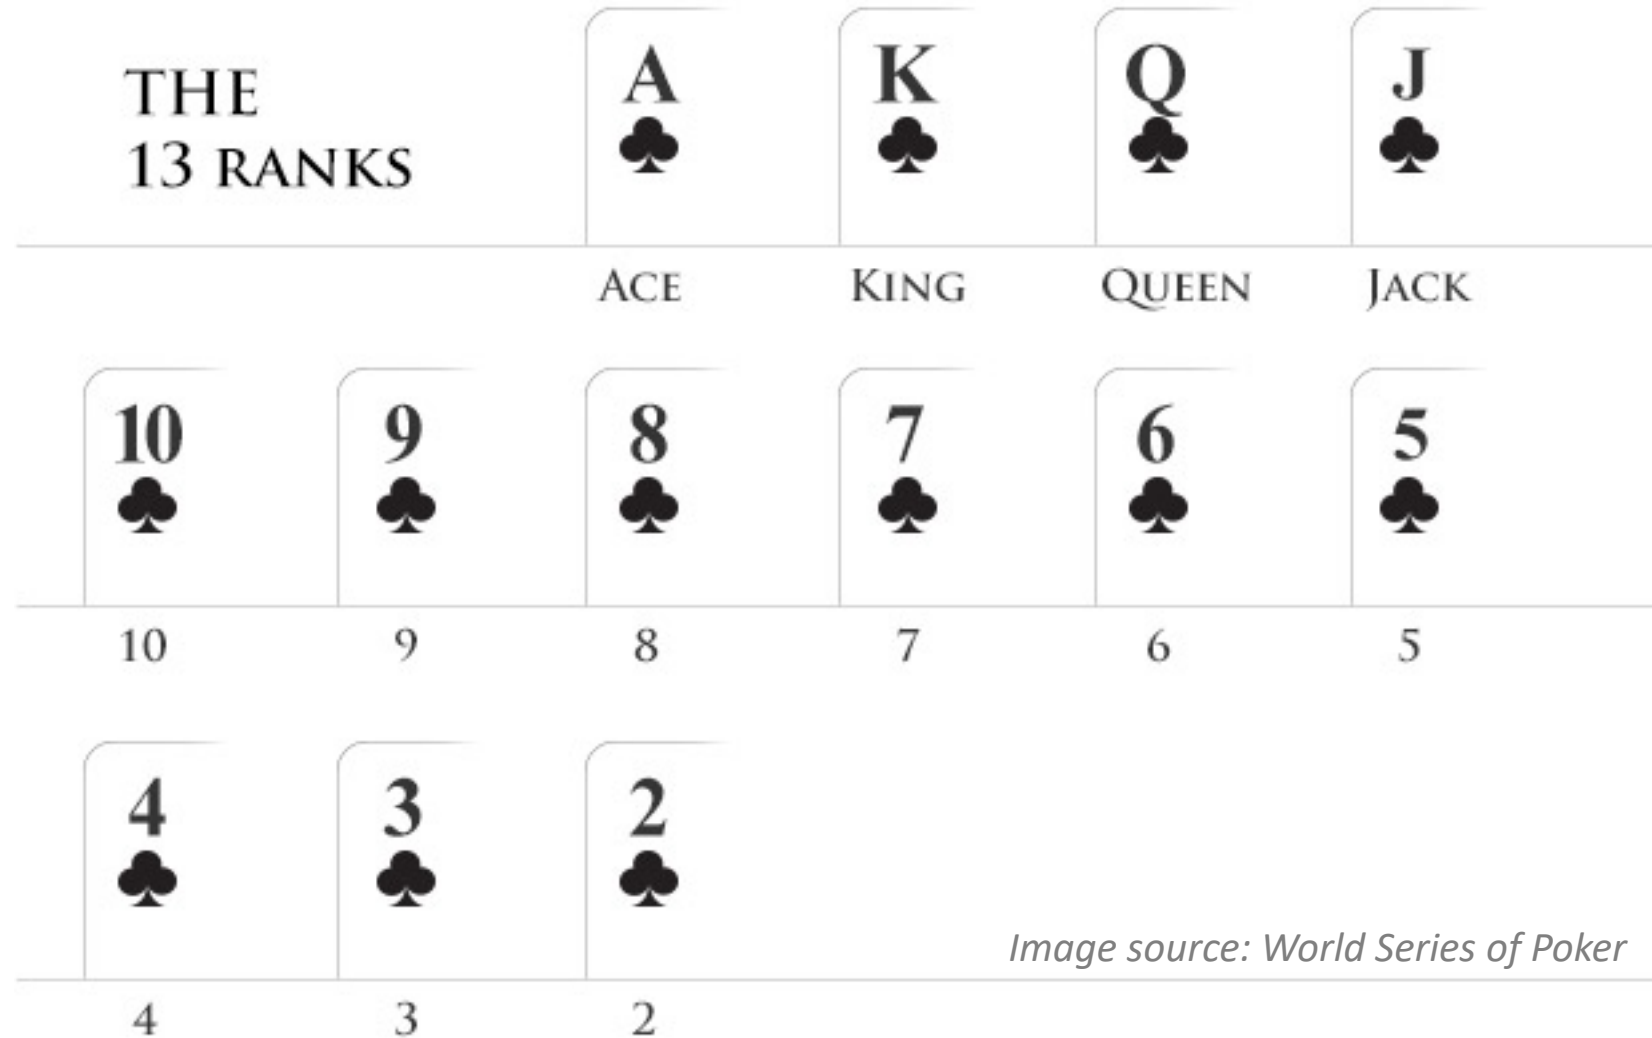 THE
13 RANKS
A K Q J
ACE KING QUEEN JACK
10 9 8 7 6 5
10 9 8 7 6 5
4 3 2
Image source: World Series of Poker
4 3 2